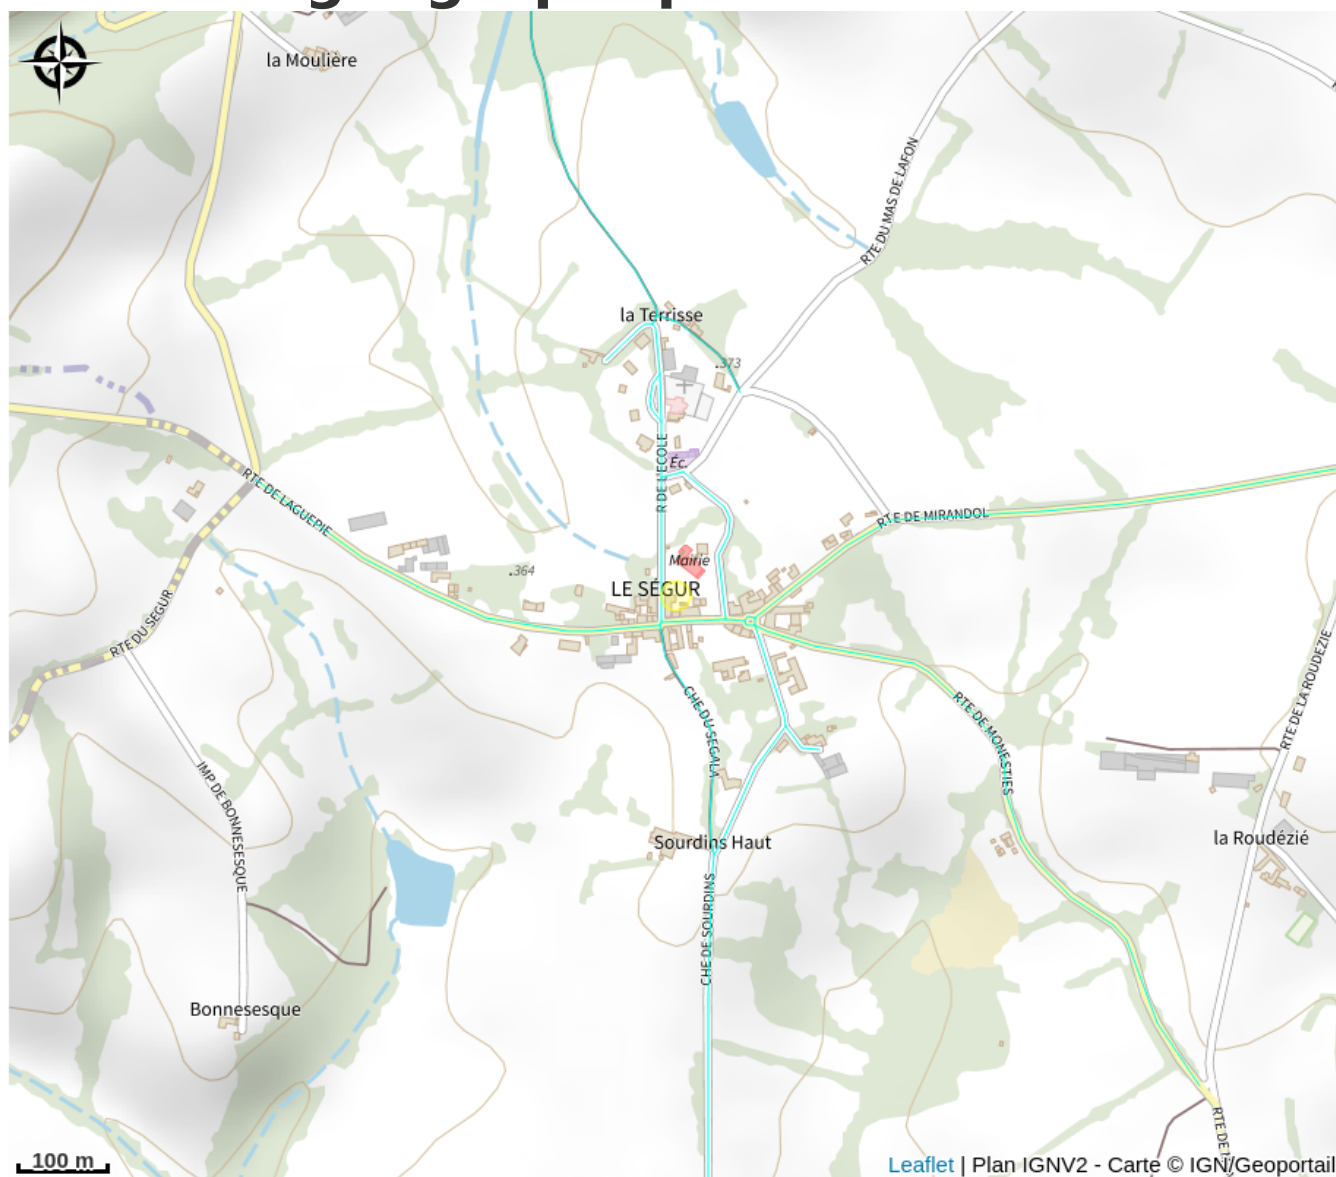 la Moulière
RTE DU MAS DE LAFON
la Terrisse
.373
R DE L'ECOLE
Éc.
RTE DE LAGUEPIE
RTE DE MIRANDOL
Mairie
.364
LE SÉGUR
RTE DU SEGUR
CHE DU SEGALA
RTE DE MONESTIES
RTE DE LA ROUDEZIE
IMP DE BONNESESQUE
Sourdins Haut
la Roudézié
CHE DE SOURDINS
Bonnesesque
RTE DE
100 m
Leaflet | Plan IGNV2 - Carte © IGN/Geoportail